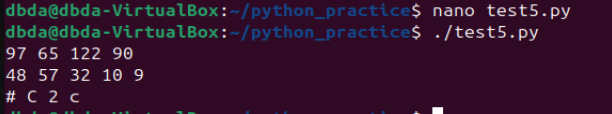 dbda@dbda-VirtualBox:~/python_practice$ nano test5.py
dbda@dbda-VirtualBox:~/python_practice$ ./test5.py
97 65 122 90
48 57 32 10 9
# C 2 c